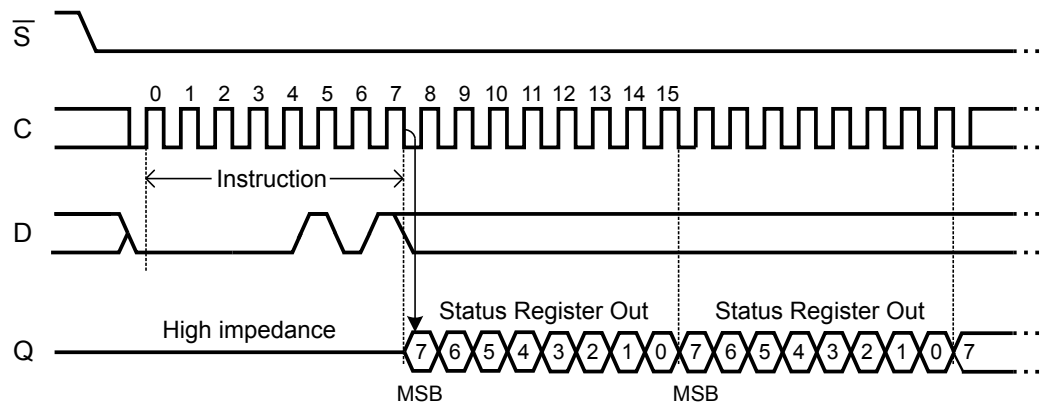 S̅
0 1 2 3 4 5 6 7 8 9 10 11 12 13 14 15
C
Instruction
D
High impedance
Status Register Out Status Register Out
Q
7 6 5 4 3 2 1 0 7 6 5 4 3 2 1 0 7
MSB MSB